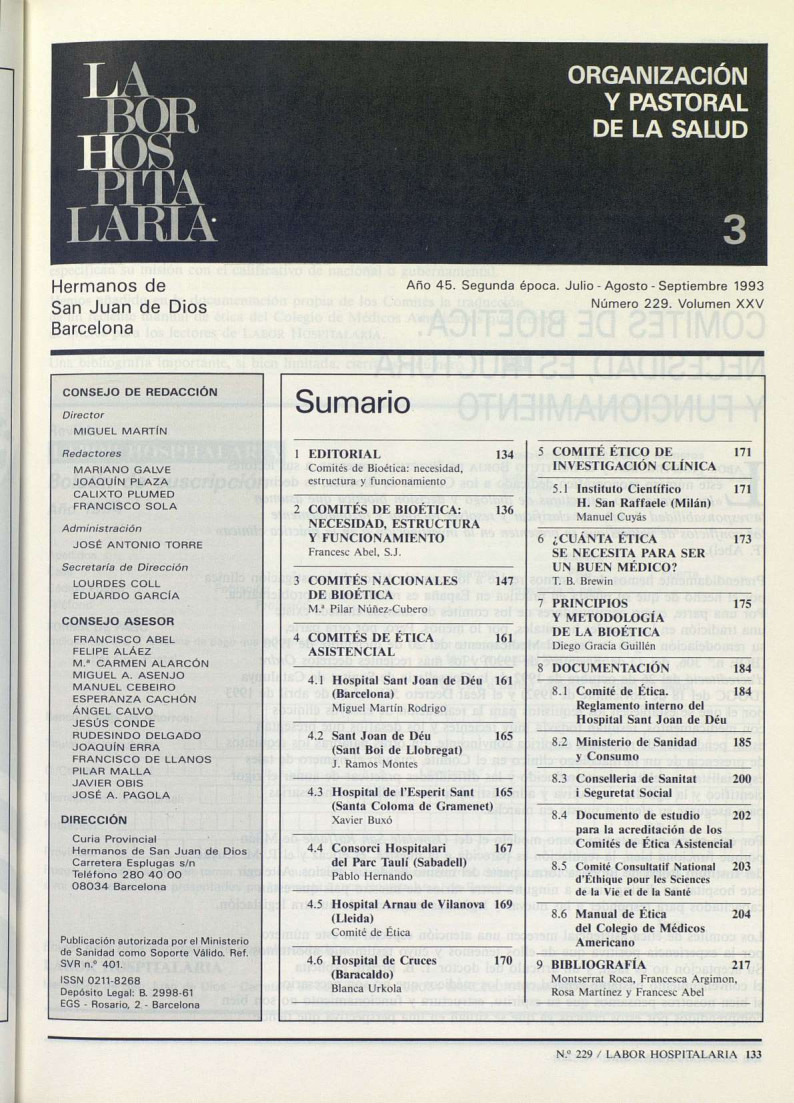 LA
BOR
HOS
PITA
LARIA
ORGANIZACIÓN
Y PASTORAL
DE LA SALUD
3
Hermanos de
San Juan de Dios
Barcelona
Año 45. Segunda época. Julio - Agosto - Septiembre 1993
Número 229. Volumen XXV
CONSEJO DE REDACCIÓN
Director
MIGUEL MARTÍN
Redactores
MARIANO GALVE
JOAQUÍN PLAZA
CALIXTO PLUMED
FRANCISCO SOLA
Administración
JOSÉ ANTONIO TORRE
Secretaría de Dirección
LOURDES COLL
EDUARDO GARCÍA
CONSEJO ASESOR
FRANCISCO ABEL
FELIPE ALÁEZ
M.ª CARMEN ALARCÓN
MIGUEL A. ASENJO
MANUEL CEBEIRO
ESPERANZA CACHÓN
ÁNGEL CALVO
JESÚS CONDE
RUDESINDO DELGADO
JOAQUÍN ERRA
FRANCISCO DE LLANOS
PILAR MALLA
JAVIER OBIS
JOSÉ A. PAGOLA
DIRECCIÓN
Curia Provincial
Hermanos de San Juan de Dios
Carretera Esplugas s/n
Teléfono 280 40 00
08034 Barcelona
Publicación autorizada por el Ministerio
de Sanidad como Soporte Válido. Ref.
SVR n.º 401.
ISSN 0211-8268
Depósito Legal: B. 2998-61
EGS - Rosario, 2 - Barcelona
Sumario
1 EDITORIAL 134
Comités de Bioética: necesidad,
estructura y funcionamiento
2 COMITÉS DE BIOÉTICA: 136
NECESIDAD, ESTRUCTURA
Y FUNCIONAMIENTO
Francesc Abel, S.J.
3 COMITÉS NACIONALES 147
DE BIOÉTICA
M.ª Pilar Núñez-Cubero
4 COMITÉS DE ÉTICA 161
ASISTENCIAL
4.1 Hospital Sant Joan de Déu 161
(Barcelona)
Miguel Martín Rodrigo
4.2 Sant Joan de Déu 165
(Sant Boi de Llobregat)
J. Ramos Montes
4.3 Hospital de l'Esperit Sant 165
(Santa Coloma de Gramenet)
Xavier Buxó
4.4 Consorci Hospitalari 167
del Parc Taulí (Sabadell)
Pablo Hernando
4.5 Hospital Arnau de Vilanova 169
(Lleida)
Comité de Ética
4.6 Hospital de Cruces 170
(Baracaldo)
Blanca Urkola
5 COMITÉ ÉTICO DE 171
INVESTIGACIÓN CLÍNICA
5.1 Instituto Científico 171
H. San Raffaele (Milán)
Manuel Cuyás
6 ¿CUÁNTA ÉTICA 173
SE NECESITA PARA SER
UN BUEN MÉDICO?
T. B. Brewin
7 PRINCIPIOS 175
Y METODOLOGÍA
DE LA BIOÉTICA
Diego Gracia Guillén
8 DOCUMENTACIÓN 184
8.1 Comité de Ética. 184
Reglamento interno del
Hospital Sant Joan de Déu
8.2 Ministerio de Sanidad 185
y Consumo
8.3 Conselleria de Sanitat 200
i Seguretat Social
8.4 Documento de estudio 202
para la acreditación de los
Comités de Ética Asistencial
8.5 Comité Consultatif National 203
d'Éthique pour les Sciences
de la Vie et de la Santé
8.6 Manual de Ética 204
del Colegio de Médicos
Americano
9 BIBLIOGRAFÍA 217
Montserrat Roca, Francesca Argimon,
Rosa Martínez y Francesc Abel
N.º 229 / LABOR HOSPITALARIA 133